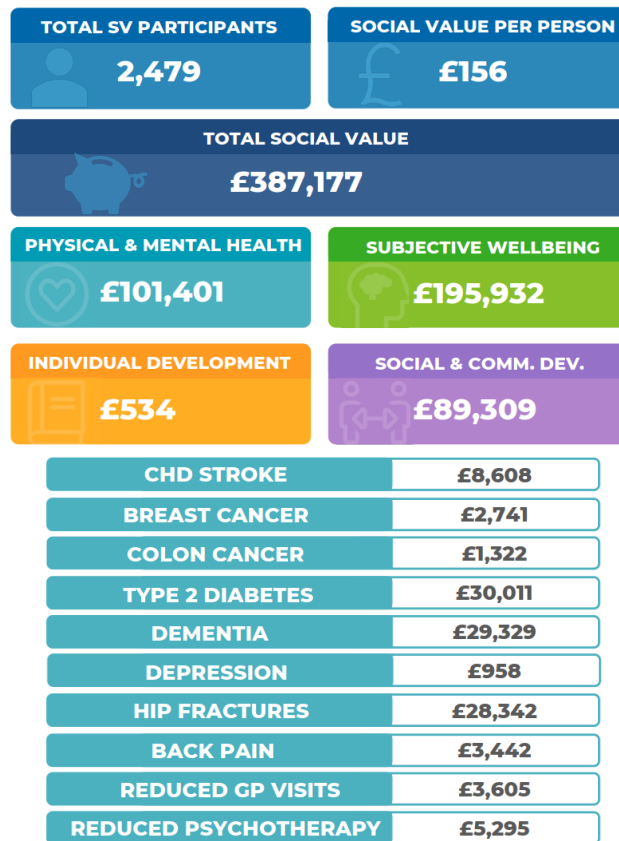 TOTAL SV PARTICIPANTS
2,479
SOCIAL VALUE PER PERSON
£156
TOTAL SOCIAL VALUE
£387,177
PHYSICAL & MENTAL HEALTH
£101,401
SUBJECTIVE WELLBEING
£195,932
INDIVIDUAL DEVELOPMENT
£534
SOCIAL & COMM. DEV.
£89,309
CHD STROKE £8,608
BREAST CANCER £2,741
COLON CANCER £1,322
TYPE 2 DIABETES £30,011
DEMENTIA £29,329
DEPRESSION £958
HIP FRACTURES £28,342
BACK PAIN £3,442
REDUCED GP VISITS £3,605
REDUCED PSYCHOTHERAPY £5,295